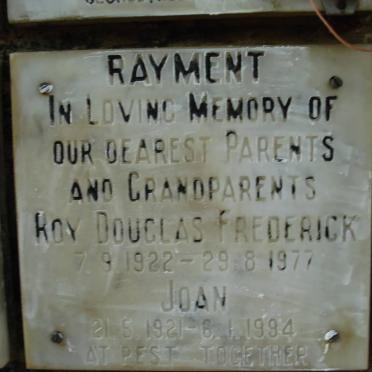 RAYMENT
IN LOVING MEMORY OF
OUR DEAREST PARENTS
AND GRANDPARENTS
ROY DOUGLAS FREDERICK
7.9.1922 - 29.8.1977
JOAN
21.5.1921 - 6.1.1994
AT REST TOGETHER